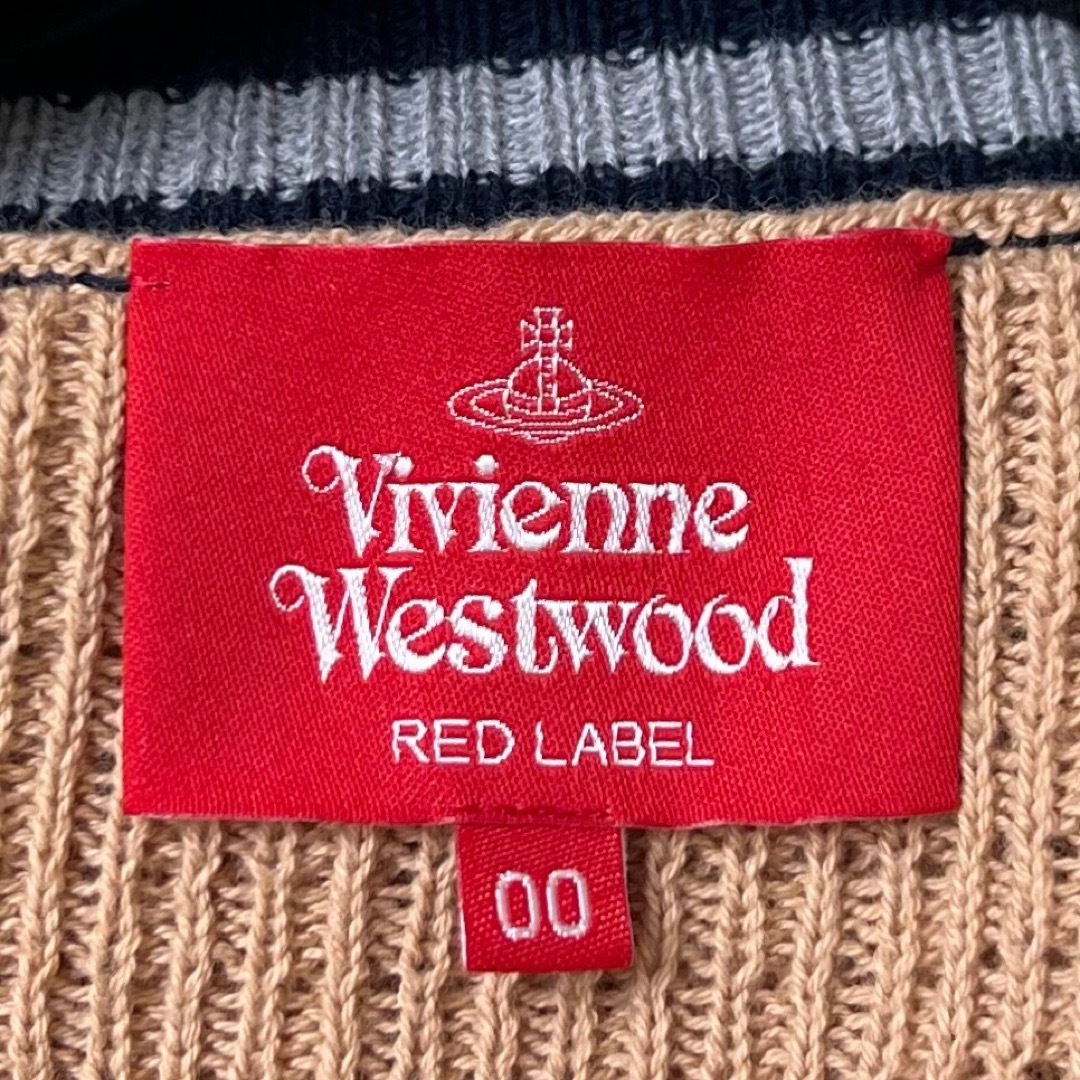 Vivienne
Westwood
RED LABEL
00